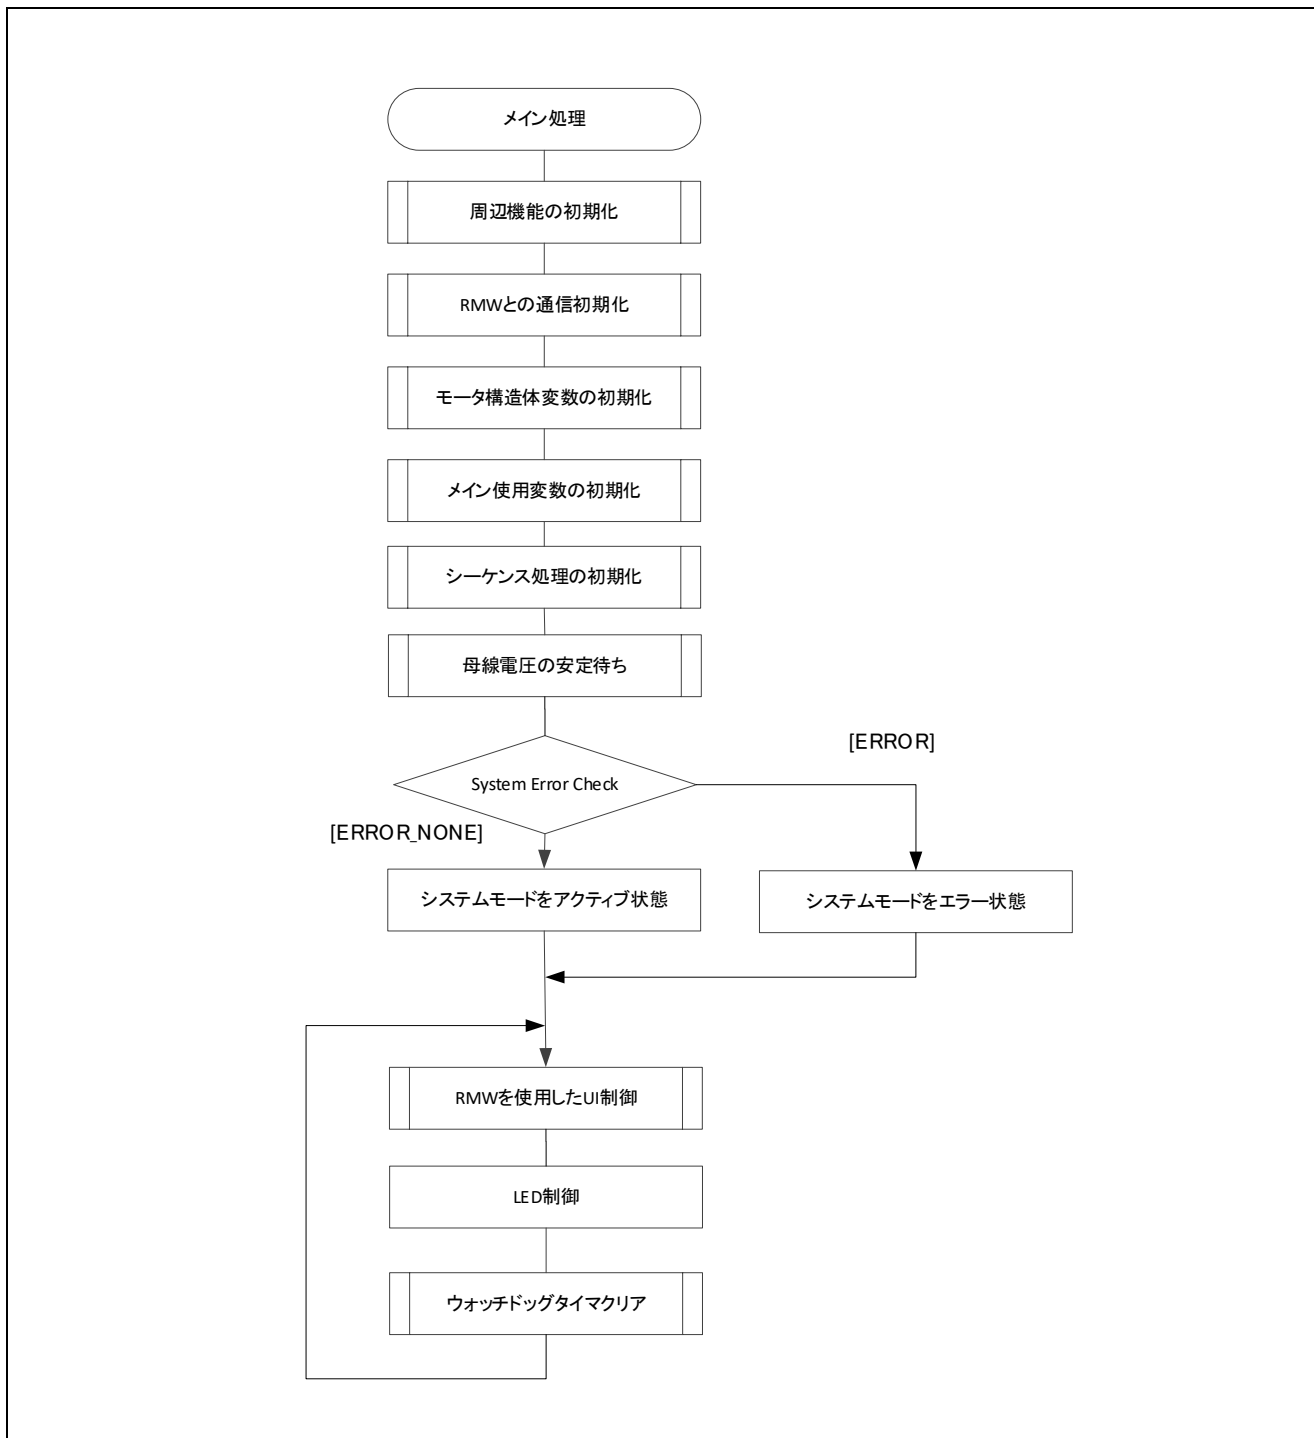 メイン処理
周辺機能の初期化
RMWとの通信初期化
モータ構造体変数の初期化
メイン使用変数の初期化
シーケンス処理の初期化
母線電圧の安定待ち
[ERROR]
System Error Check
[ERROR_NONE]
システムモードをアクティブ状態
システムモードをエラー状態
RMWを使用したUI制御
LED制御
ウォッチドッグタイマクリア